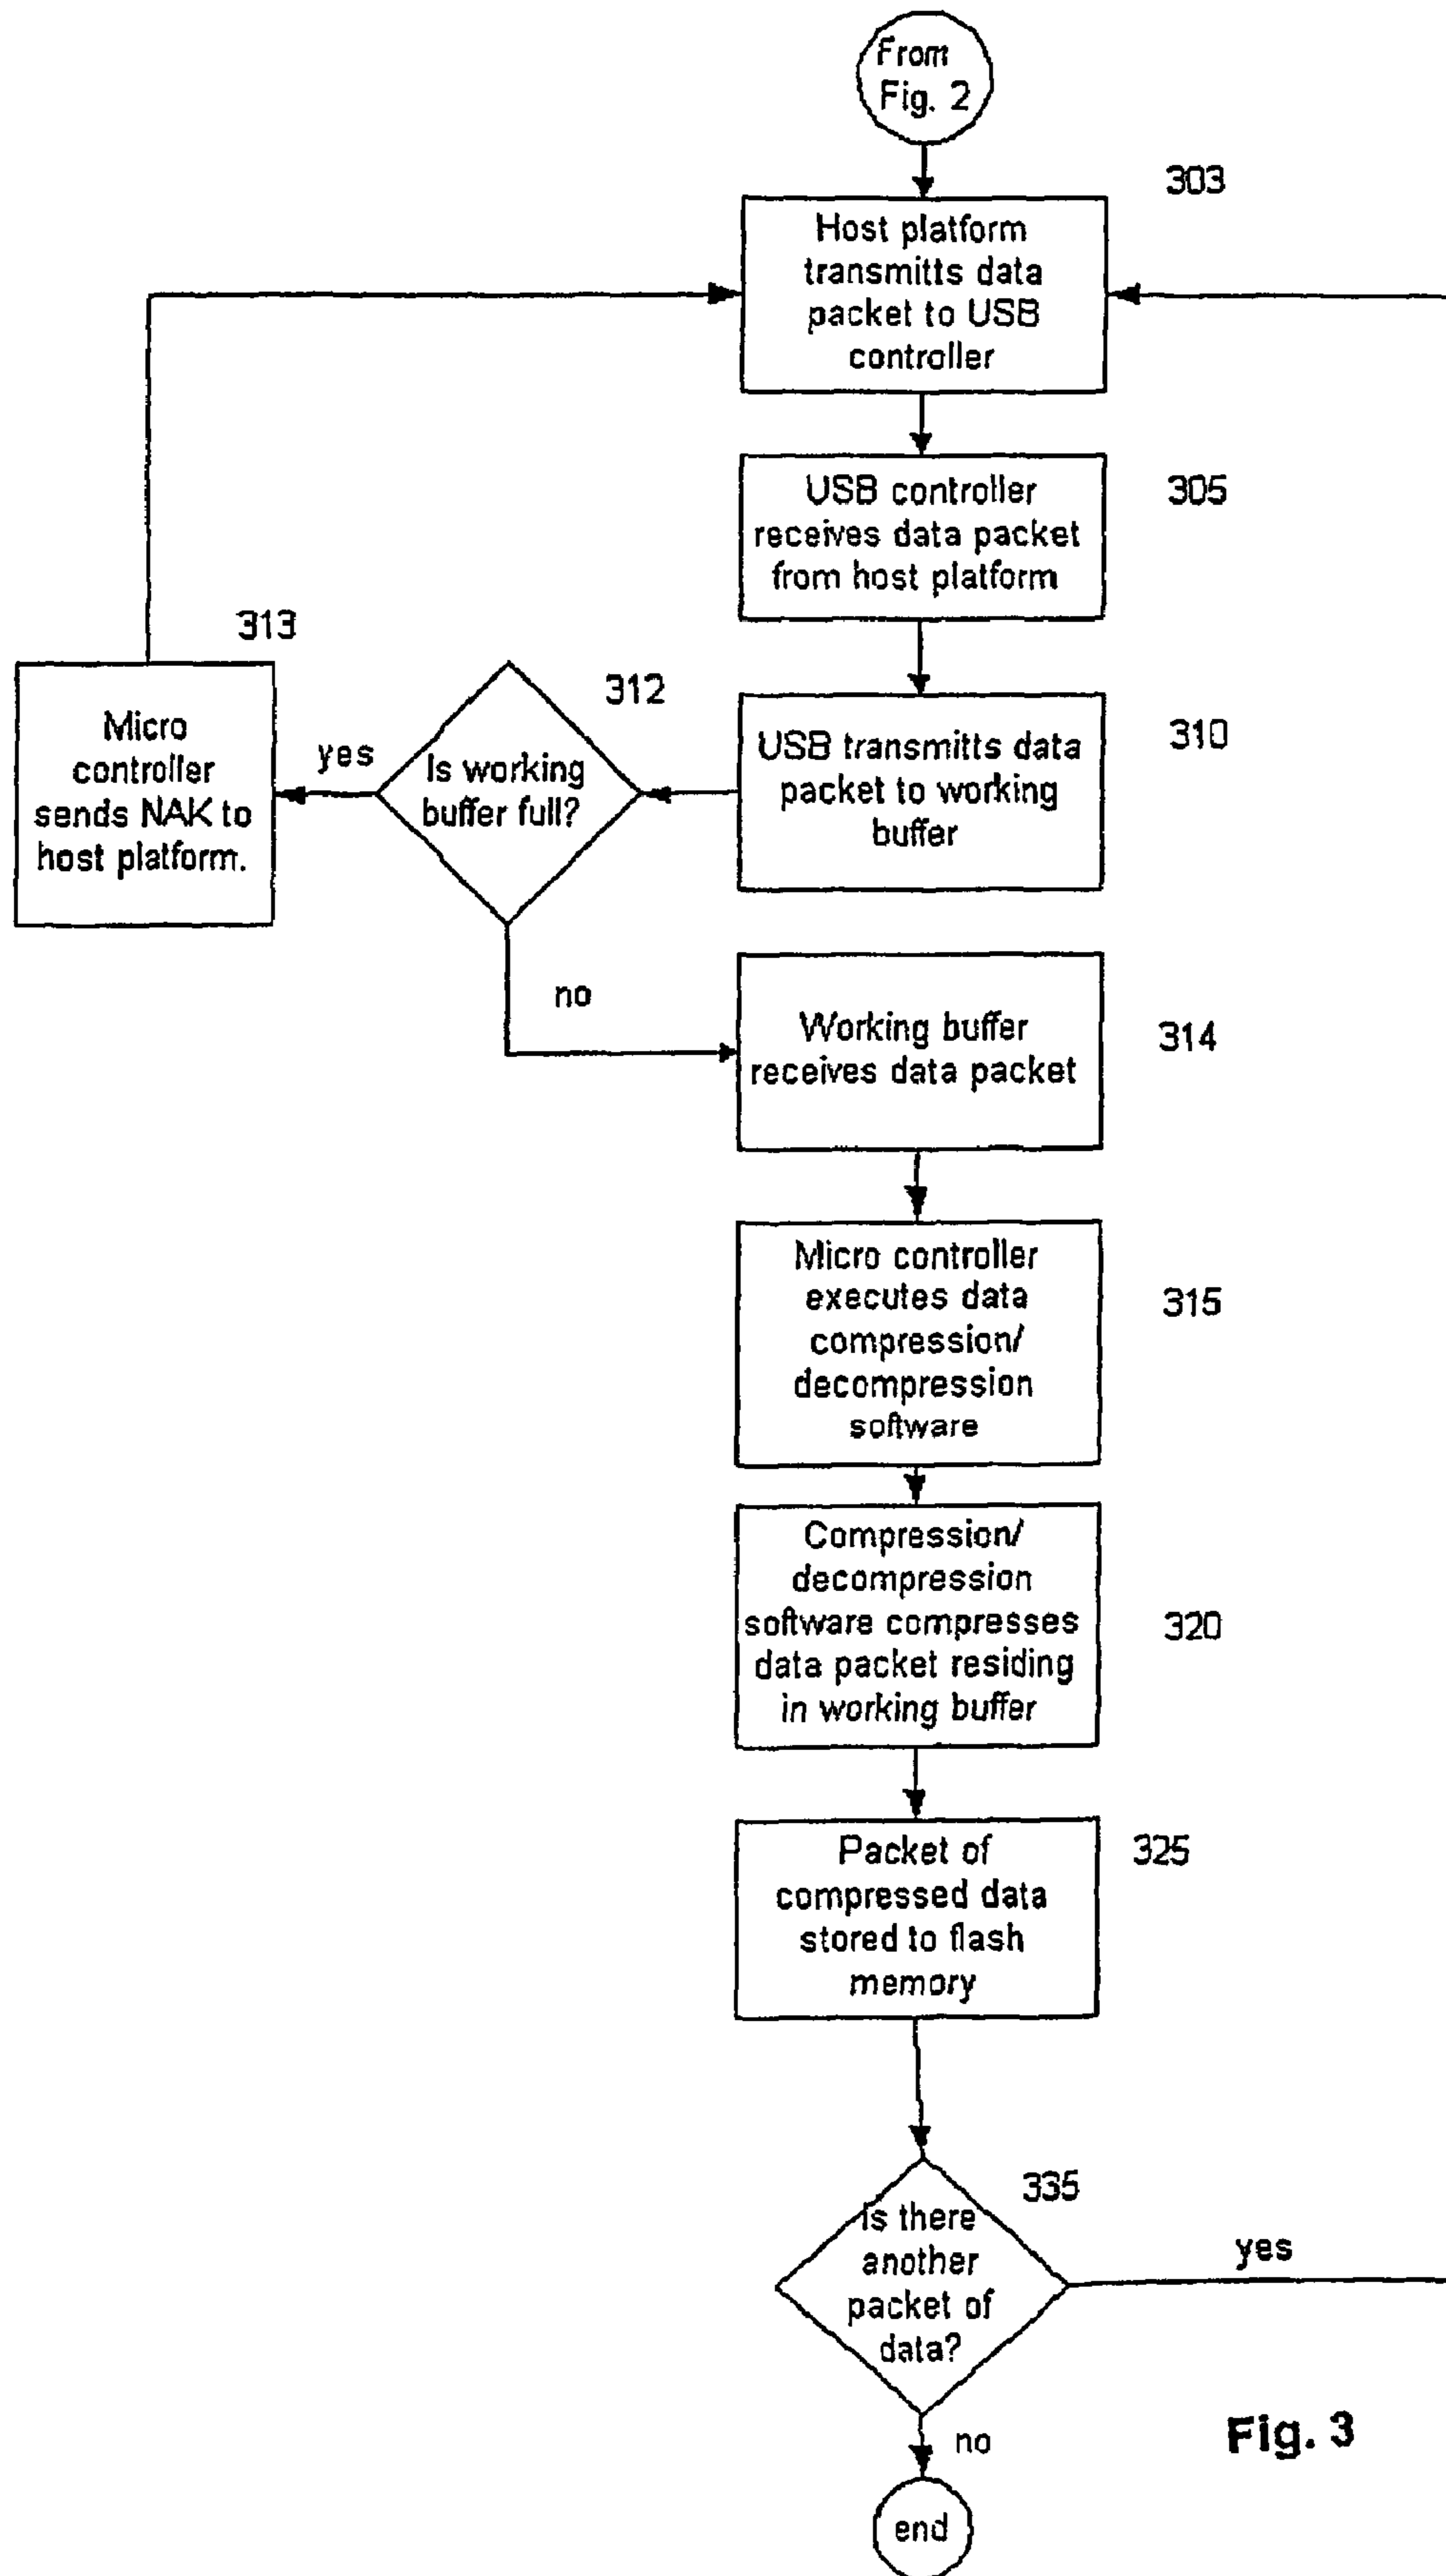 From
Fig. 2
303
Host platform
transmitts data
packet to USB
controller
305
USB controller
receives data packet
from host platform
310
USB transmitts data
packet to working
buffer
312
Is working
buffer full?
yes
313
Micro
controller
sends NAK to
host platform.
no
314
Working buffer
receives data packet
315
Micro controller
executes data
compression/
decompression
software
320
Compression/
decompression
software compresses
data packet residing
in working buffer
325
Packet of
compressed data
stored to flash
memory
335
Is there
another
packet of
data?
yes
no
end
Fig. 3